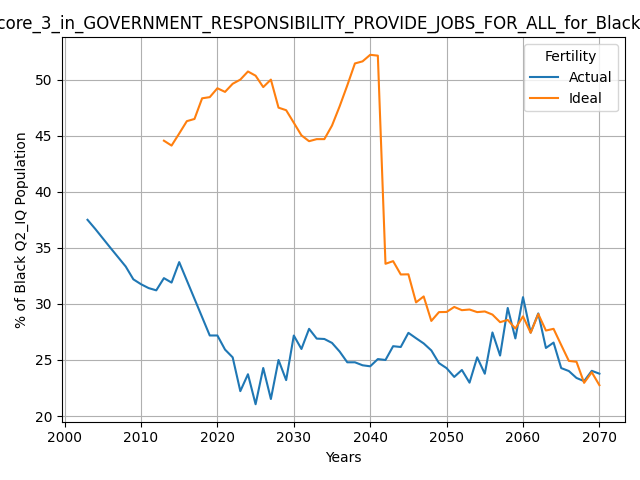 core_3_in_GOVERNMENT_RESPONSIBILITY_PROVIDE_JOBS_FOR_ALL_for_Black
Fertility
Actual
Ideal
% of Black Q2_IQ Population
50
45
40
35
30
25
20
2000
2010
2020
2030
2040
2050
2060
2070
Years